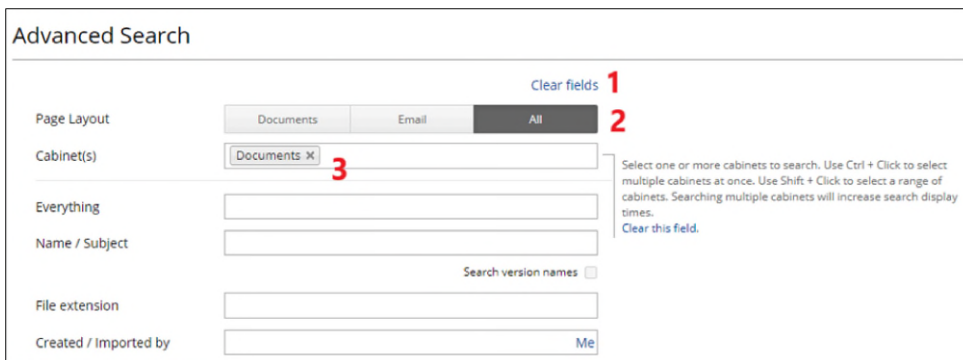 Advanced Search
Clear fields 1
Page Layout Documents Email All 2
Cabinet(s) Documents × 3
Select one or more cabinets to search. Use Ctrl + Click to select
multiple cabinets at once. Use Shift + Click to select a range of
cabinets. Searching multiple cabinets will increase search display
times.
Clear this field.
Everything
Name / Subject
Search version names
File extension
Created / Imported by Me